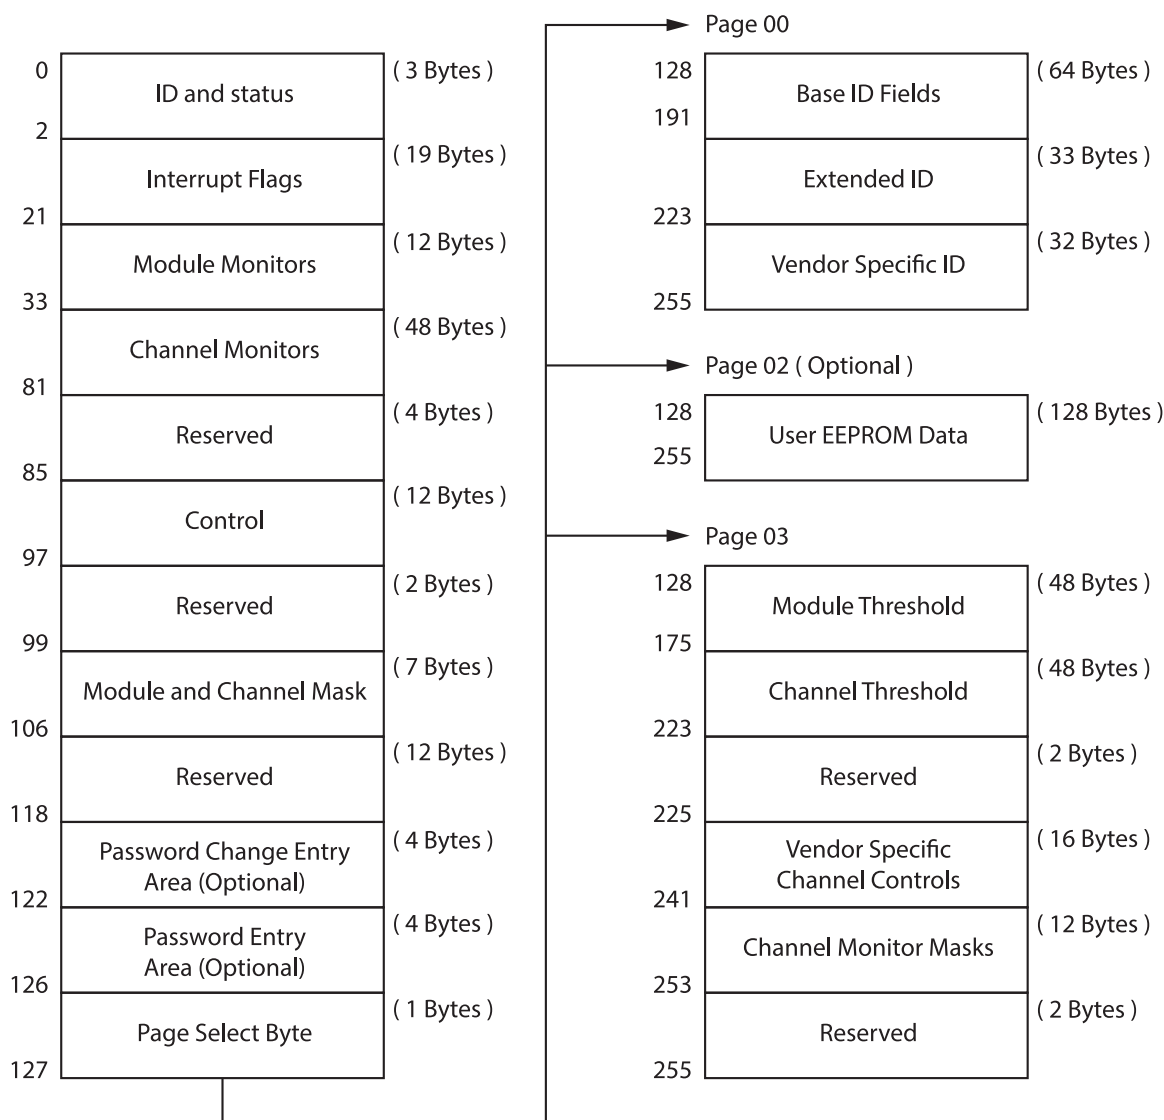 0
ID and status
( 3 Bytes )
2
Interrupt Flags
( 19 Bytes )
21
Module Monitors
( 12 Bytes )
33
Channel Monitors
( 48 Bytes )
81
Reserved
( 4 Bytes )
85
Control
( 12 Bytes )
97
Reserved
( 2 Bytes )
99
Module and Channel Mask
( 7 Bytes )
106
Reserved
( 12 Bytes )
118
Password Change Entry
Area (Optional)
( 4 Bytes )
122
Password Entry
Area (Optional)
( 4 Bytes )
126
Page Select Byte
( 1 Bytes )
127
Page 00
128
Base ID Fields
( 64 Bytes )
191
Extended ID
( 33 Bytes )
223
Vendor Specific ID
( 32 Bytes )
255
Page 02 ( Optional )
128
User EEPROM Data
( 128 Bytes )
255
Page 03
128
Module Threshold
( 48 Bytes )
175
Channel Threshold
( 48 Bytes )
223
Reserved
( 2 Bytes )
225
Vendor Specific
Channel Controls
( 16 Bytes )
241
Channel Monitor Masks
( 12 Bytes )
253
Reserved
( 2 Bytes )
255